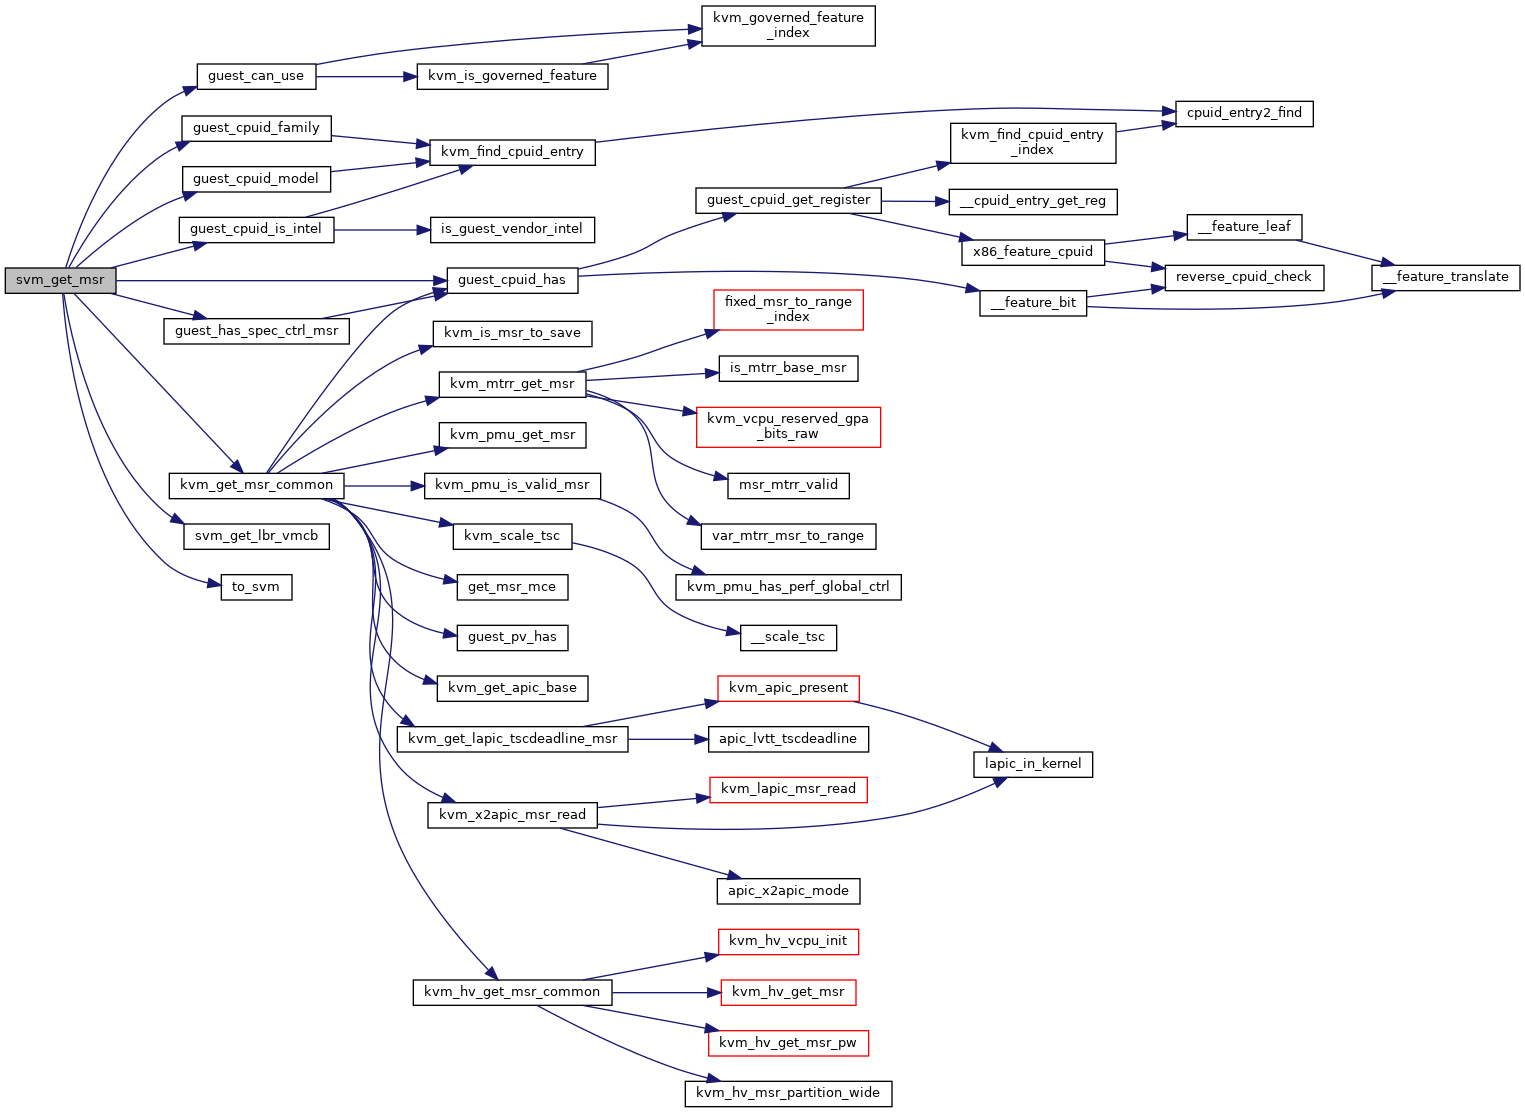 kvm_governed_feature
_index
guest_can_use
kvm_is_governed_feature
cpuid_entry2_find
guest_cpuid_family
kvm_find_cpuid_entry
_index
kvm_find_cpuid_entry
guest_cpuid_model
guest_cpuid_get_register
__cpuid_entry_get_reg
guest_cpuid_is_intel
is_guest_vendor_intel
__feature_leaf
x86_feature_cpuid
svm_get_msr
guest_cpuid_has
reverse_cpuid_check
__feature_translate
__feature_bit
fixed_msr_to_range
_index
guest_has_spec_ctrl_msr
kvm_is_msr_to_save
is_mtrr_base_msr
kvm_mtrr_get_msr
kvm_vcpu_reserved_gpa
_bits_raw
kvm_pmu_get_msr
kvm_get_msr_common
kvm_pmu_is_valid_msr
msr_mtrr_valid
svm_get_lbr_vmcb
kvm_scale_tsc
var_mtrr_msr_to_range
to_svm
get_msr_mce
kvm_pmu_has_perf_global_ctrl
guest_pv_has
__scale_tsc
kvm_get_apic_base
kvm_apic_present
kvm_get_lapic_tscdeadline_msr
apic_lvtt_tscdeadline
lapic_in_kernel
kvm_lapic_msr_read
kvm_x2apic_msr_read
apic_x2apic_mode
kvm_hv_vcpu_init
kvm_hv_get_msr_common
kvm_hv_get_msr
kvm_hv_get_msr_pw
kvm_hv_msr_partition_wide